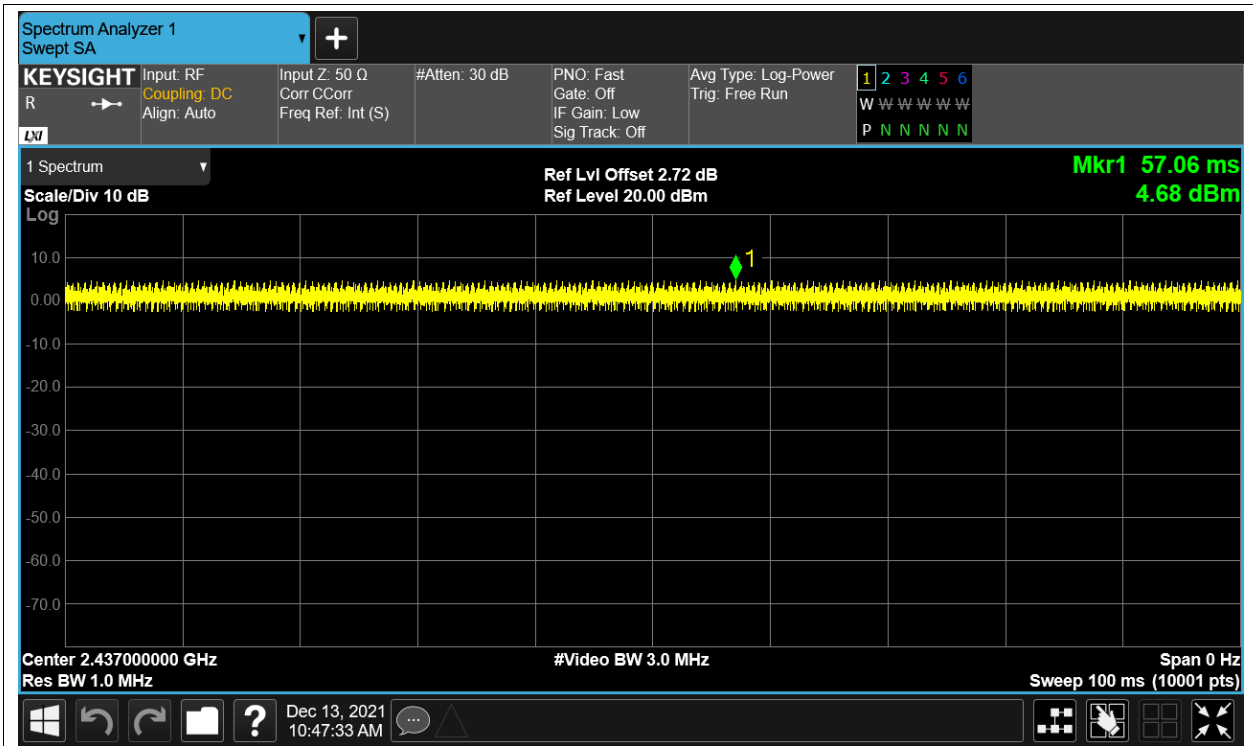 Spectrum Analyzer 1
Swept SA
KEYSIGHT
R
LXI
Input: RF
Coupling: DC
Align: Auto
Input Z: 50 Ω
Corr CCorr
Freq Ref: Int (S)
#Atten: 30 dB
PNO: Fast
Gate: Off
IF Gain: Low
Sig Track: Off
Avg Type: Log-Power
Trig: Free Run
1 2 3 4 5 6
W W W W W W
P N N N N N
1 Spectrum
Scale/Div 10 dB
Log
Ref Lvl Offset 2.72 dB
Ref Level 20.00 dBm
Mkr1 57.06 ms
4.68 dBm
1
10.0
0.00
-10.0
-20.0
-30.0
-40.0
-50.0
-60.0
-70.0
Center 2.437000000 GHz
#Video BW 3.0 MHz
Span 0 Hz
Res BW 1.0 MHz
Sweep 100 ms (10001 pts)
?
Dec 13, 2021
10:47:33 AM